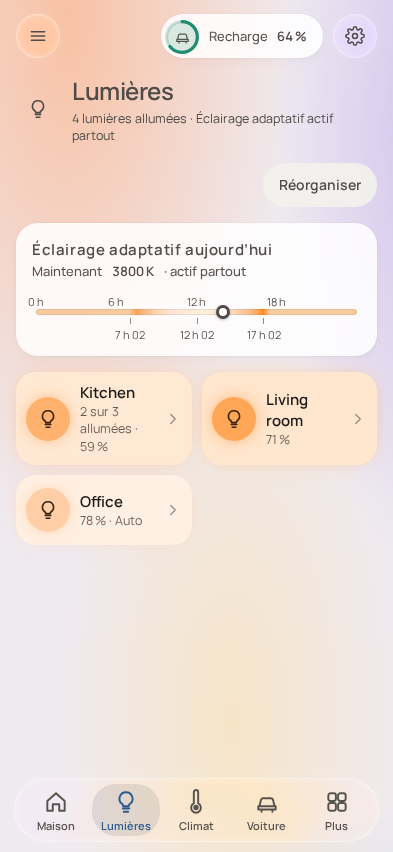 Recharge 64 %
Lumières
4 lumières allumées · Éclairage adaptatif actif
partout
Réorganiser
Éclairage adaptatif aujourd’hui
Maintenant 3800 K · actif partout
0 h 6 h 12 h 18 h
7 h 02 12 h 02 17 h 02
Kitchen
2 sur 3
allumées ·
59 %
Living
room
71 %
Office
78 % · Auto
Maison Lumières Climat Voiture Plus